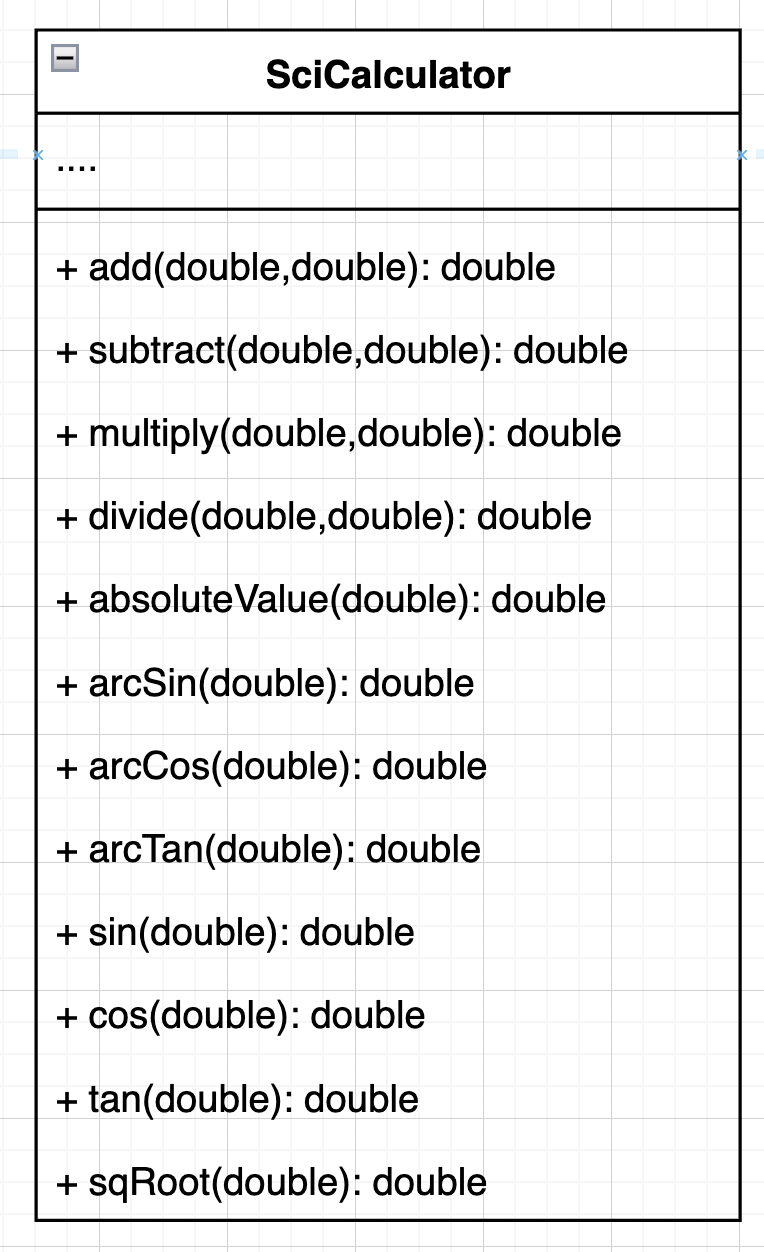 SciCalculator
....
+ add(double,double): double
+ subtract(double,double): double
+ multiply(double,double): double
+ divide(double,double): double
+ absoluteValue(double): double
+ arcSin(double): double
+ arcCos(double): double
+ arcTan(double): double
+ sin(double): double
+ cos(double): double
+ tan(double): double
+ sqRoot(double): double